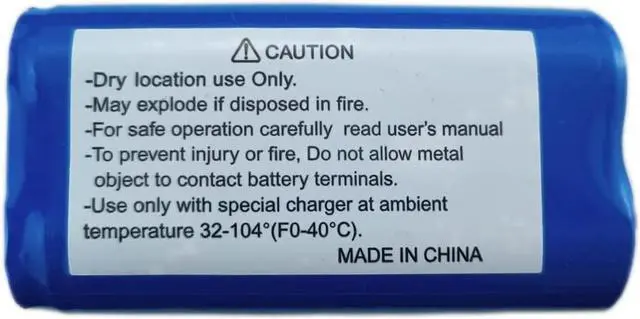 ⚠ CAUTION
-Dry location use Only.
-May explode if disposed in fire.
-For safe operation carefully read user's manual
-To prevent injury or fire, Do not allow metal
object to contact battery terminals.
-Use only with special charger at ambient
temperature 32-104°(F0-40°C).
MADE IN CHINA